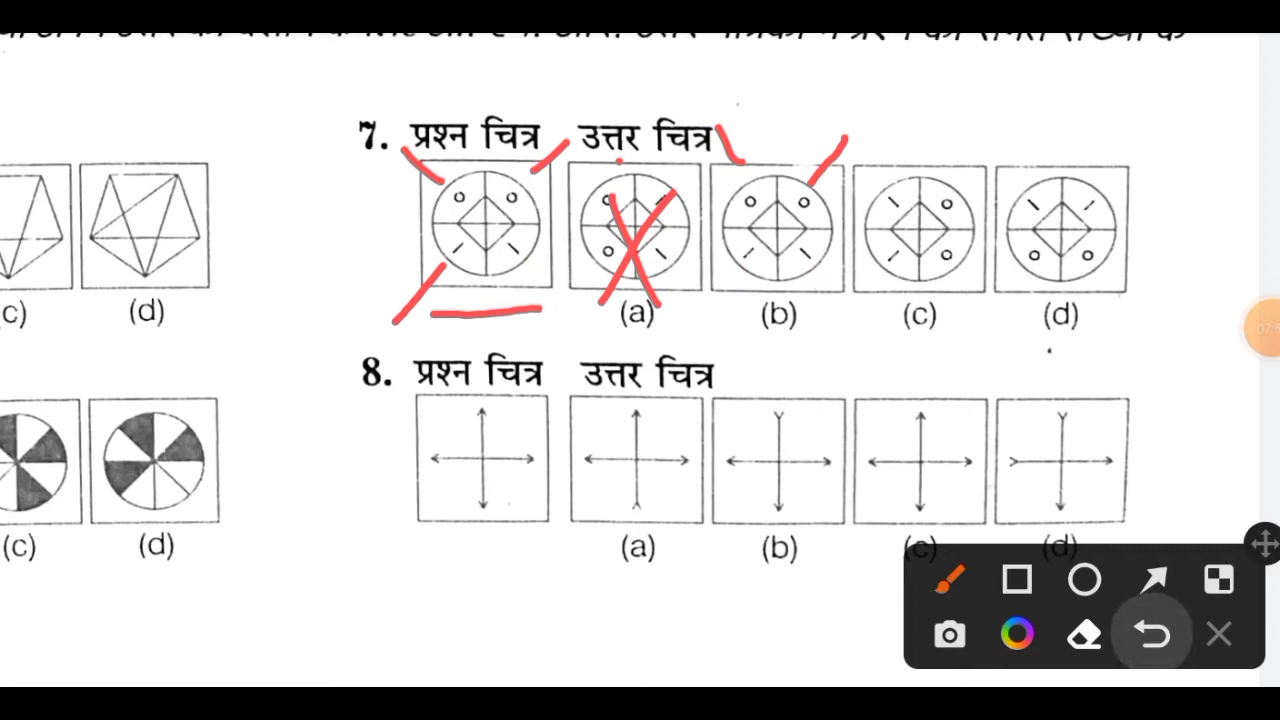 7. प्रश्न चित्र उत्तर चित्र
(c) (d) (a) (b) (c) (d)
8. प्रश्न चित्र उत्तर चित्र
(c) (d) (a) (b) (c) (d)